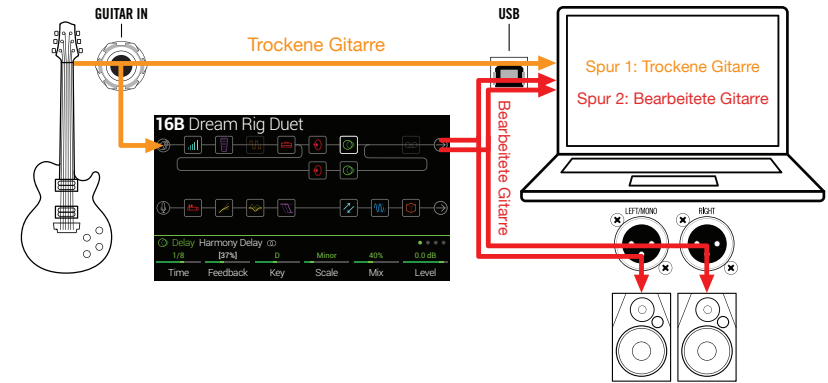 GUITAR IN
USB
Trockene Gitarre
Spur 1: Trockene Gitarre
Spur 2: Bearbeitete Gitarre
Bearbeitete Gitarre
16B Dream Rig Duet
Delay Harmony Delay
1/8 [37%] D Minor 40% 0.0 dB
Time Feedback Key Scale Mix Level
LEFT/MONO RIGHT